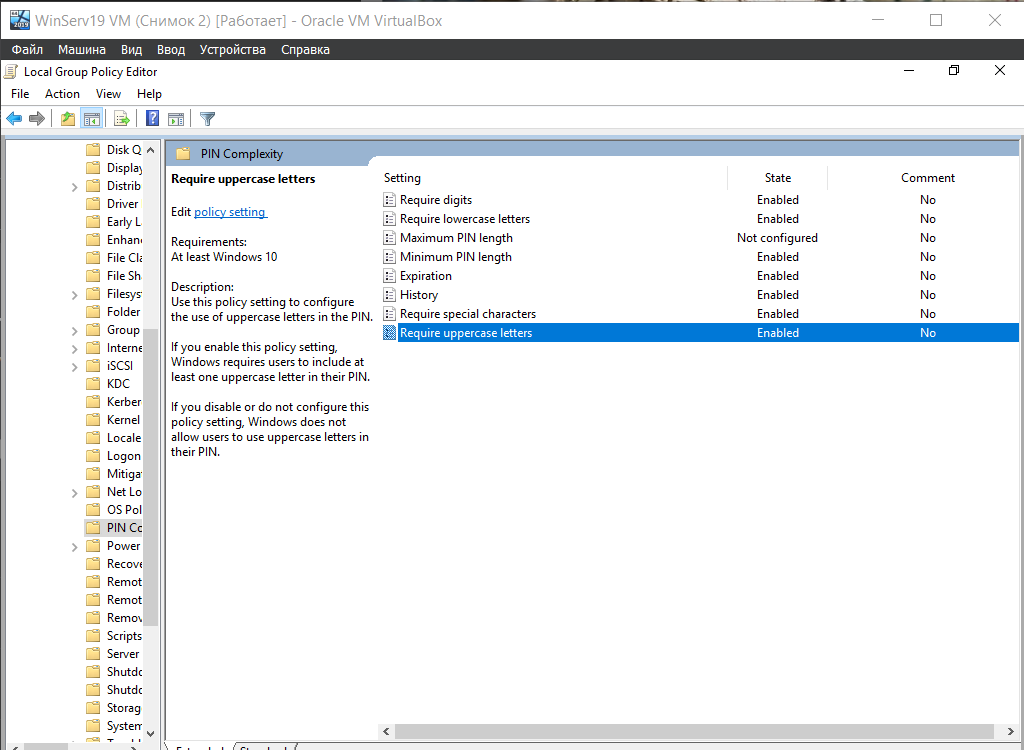 WinServ19 VM (Снимок 2) [Работает] - Oracle VM VirtualBox
Файл Машина Вид Ввод Устройства Справка
Local Group Policy Editor
File Action View Help
Disk Q
Display
Distrib
Driver
Early L
Enhan
File Cla
File Sh
Filesys
Folder
Group
Interne
iSCSI
KDC
Kerber
Kernel
Locale
Logon
Mitiga
Net Lo
OS Pol
PIN Co
Power
Recove
Remot
Remot
Remov
Scripts
Server
Shutdo
Shutdo
Storag
System
PIN Complexity
Require uppercase letters
Edit policy setting
Requirements:
At least Windows 10
Description:
Use this policy setting to configure
the use of uppercase letters in the PIN.
If you enable this policy setting,
Windows requires users to include at
least one uppercase letter in their PIN.
If you disable or do not configure this
policy setting, Windows does not
allow users to use uppercase letters in
their PIN.
Setting State Comment
Require digits Enabled No
Require lowercase letters Enabled No
Maximum PIN length Not configured No
Minimum PIN length Enabled No
Expiration Enabled No
History Enabled No
Require special characters Enabled No
Require uppercase letters Enabled No